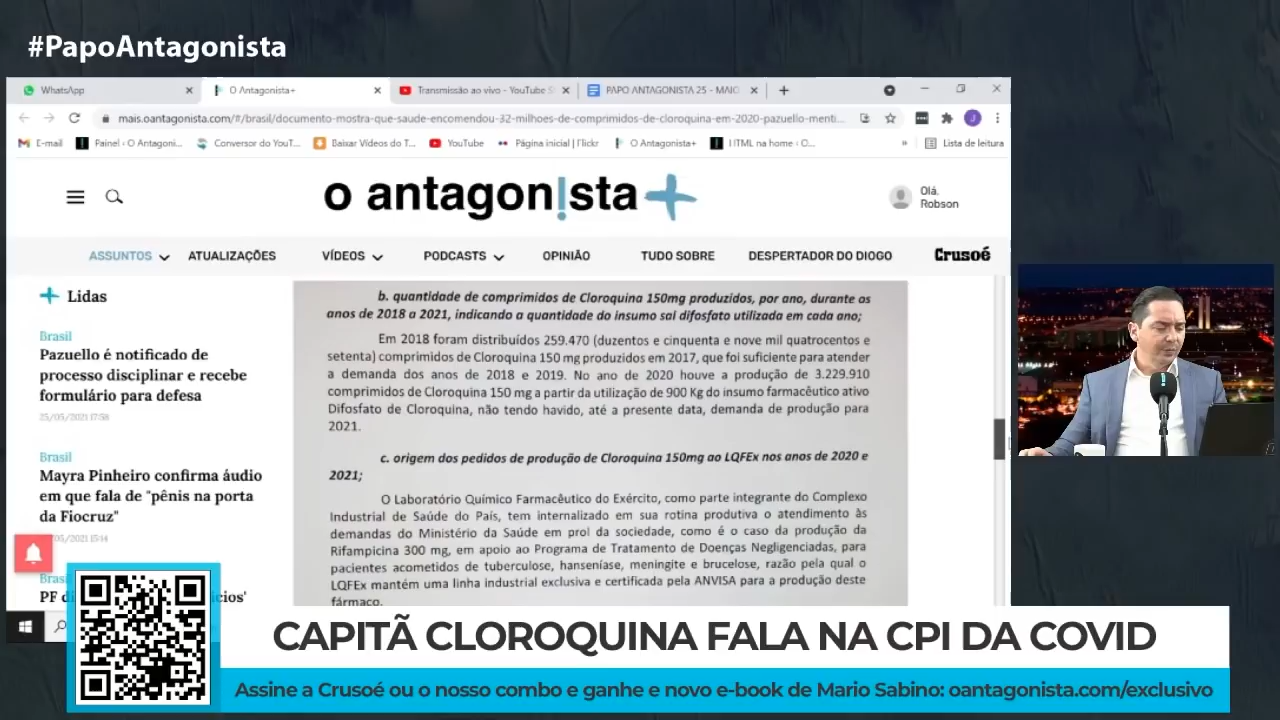 #PapoAntagonista
WhatsApp
O Antagonista+
Transmissão ao vivo - YouTube S
PAPO ANTAGONISTA 25 - MAIO
mais.oantagonista.com/#/brasil/documento-mostra-que-saude-encomendou-32-milhoes-de-comprimidos-de-cloroquina-em-2020-pazuello-menti...
E-mail
Painel ‹ O Antagoni...
Conversor do YouT...
Baixar Vídeos do T...
YouTube
Página inicial | Flickr
O Antagonista+
HTML na home ‹ O...
»
Lista de leitura
o antagon!sta+
Olá,
Robson
ASSUNTOS
ATUALIZAÇÕES
VÍDEOS
PODCASTS
OPINIÃO
TUDO SOBRE
DESPERTADOR DO DIOGO
Crusoé
+ Lidas
Brasil
Pazuello é notificado de
processo disciplinar e recebe
formulário para defesa
25/05/2021 17:58
Brasil
Mayra Pinheiro confirma áudio
em que fala de "pênis na porta
da Fiocruz"
/05/2021 15:14
Brasi
PF di
ícios'
b. quantidade de comprimidos de Cloroquina 150mg produzidos, por ano, durante os
anos de 2018 a 2021, indicando a quantidade do insumo sal difosfato utilizada em cada ano;
Em 2018 foram distribuídos 259.470 (duzentos e cinquenta e nove mil quatrocentos e
setenta) comprimidos de Cloroquina 150 mg produzidos em 2017, que foi suficiente para atender
a demanda dos anos de 2018 e 2019. No ano de 2020 houve a produção de 3.229.910
comprimidos de Cloroquina 150 mg a partir da utilização de 900 Kg do insumo farmacêutico ativo
Difosfato de Cloroquina, não tendo havido, até a presente data, demanda de produção para
2021.
c. origem dos pedidos de produção de Cloroquina 150mg ao LQFEx nos anos de 2020 e
2021;
O Laboratório Químico Farmacêutico do Exército, como parte integrante do Complexo
Industrial de Saúde do País, tem internalizado em sua rotina produtiva o atendimento às
demandas do Ministério da Saúde em prol da sociedade, como é o caso da produção da
Rifampicina 300 mg, em apoio ao Programa de Tratamento de Doenças Negligenciadas, para
pacientes acometidos de tuberculose, hanseníase, meningite e brucelose, razão pela qual o
LQFEx mantém uma linha industrial exclusiva e certificada pela ANVISA para a produção deste
fármaco.
CAPITÃ CLOROQUINA FALA NA CPI DA COVID
Assine a Crusoé ou o nosso combo e ganhe e novo e-book de Mario Sabino: oantagonista.com/exclusivo